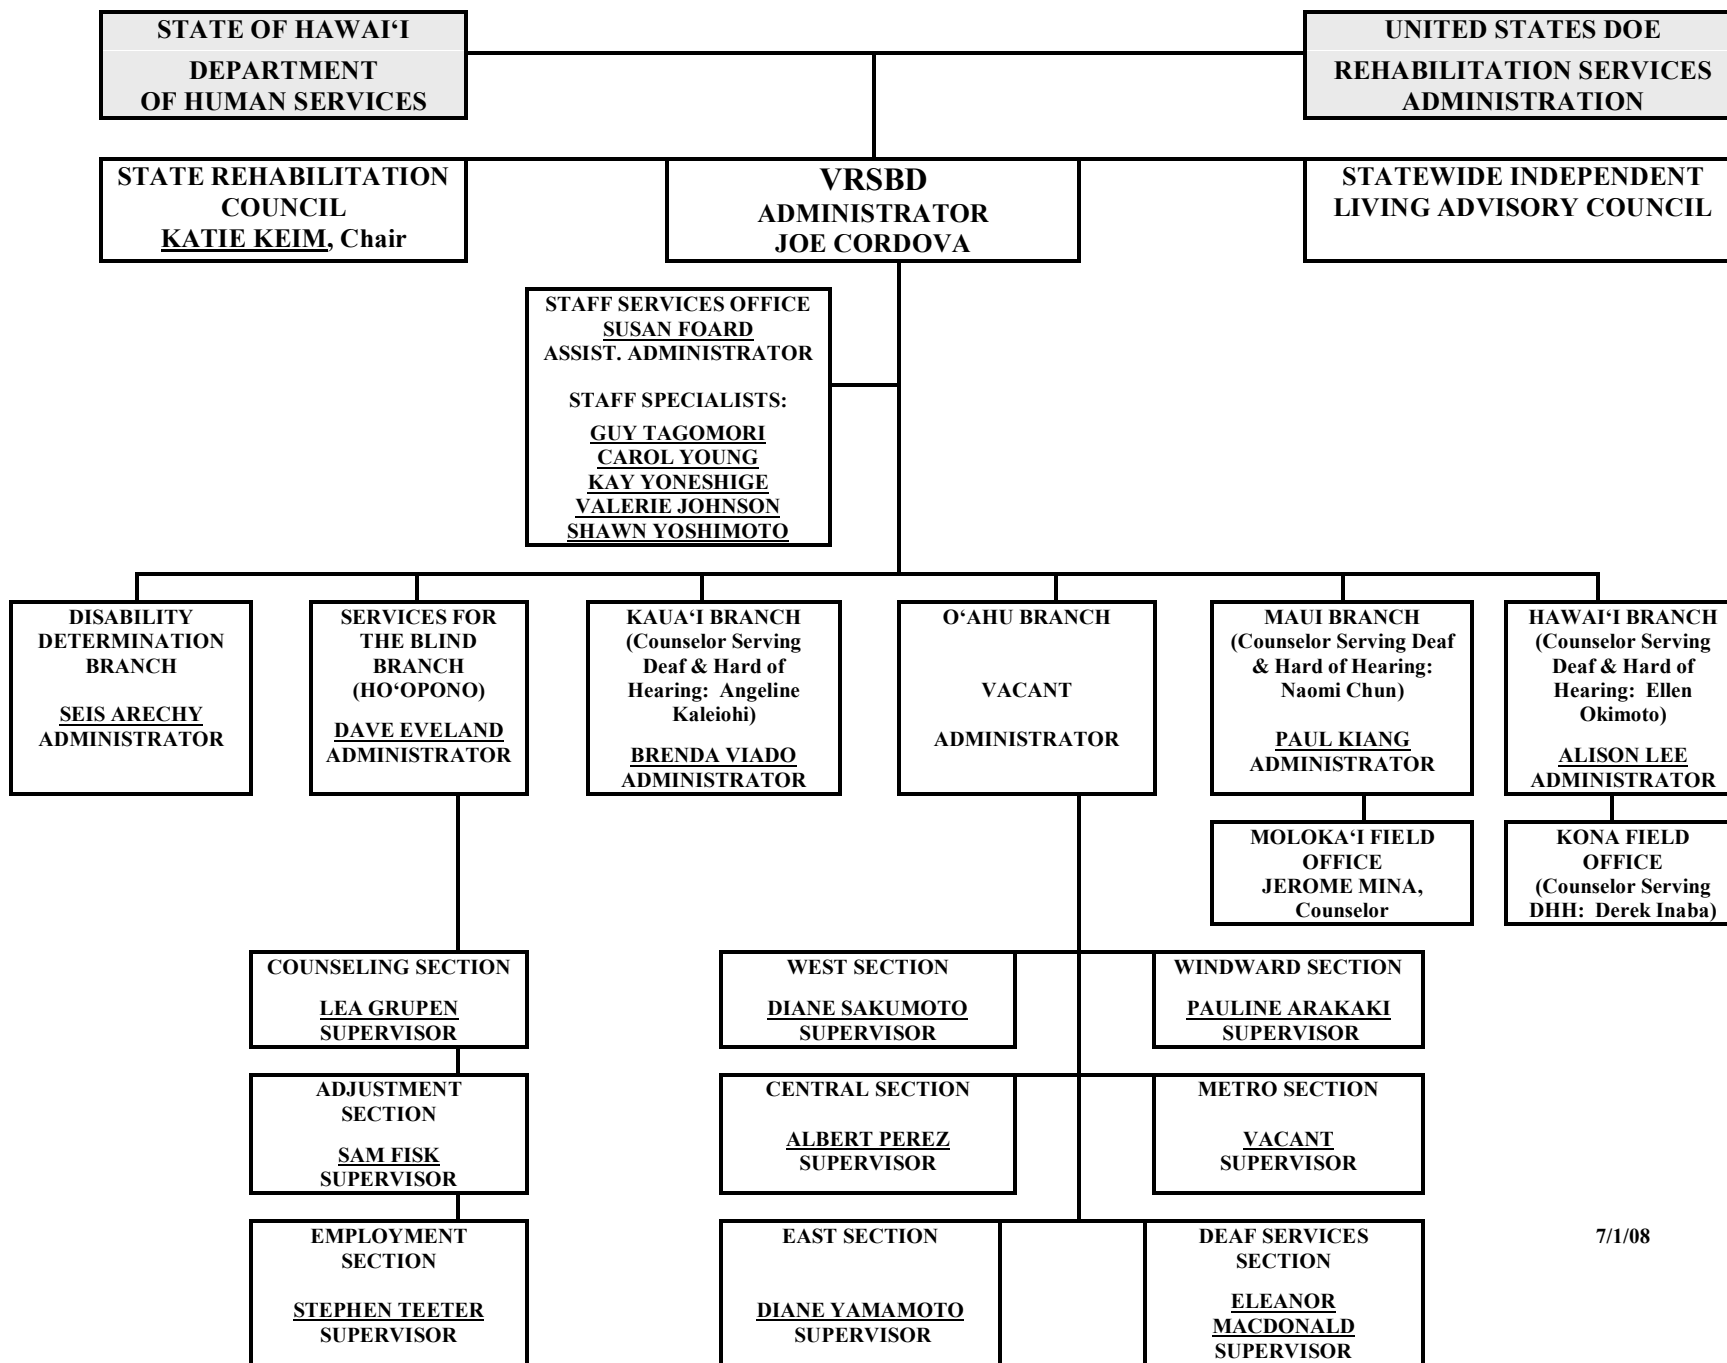 STATE OF HAWAI‘I
DEPARTMENT
OF HUMAN SERVICES
UNITED STATES DOE
REHABILITATION SERVICES
ADMINISTRATION
STATE REHABILITATION
COUNCIL
KATIE KEIM, Chair
VRSBD
ADMINISTRATOR
JOE CORDOVA
STATEWIDE INDEPENDENT
LIVING ADVISORY COUNCIL
STAFF SERVICES OFFICE
SUSAN FOARD
ASSIST. ADMINISTRATOR
STAFF SPECIALISTS:
GUY TAGOMORI
CAROL YOUNG
KAY YONESHIGE
VALERIE JOHNSON
SHAWN YOSHIMOTO
DISABILITY
DETERMINATION
BRANCH
SEIS ARECHY
ADMINISTRATOR
SERVICES FOR
THE BLIND
BRANCH
(HO‘OPONO)
DAVE EVELAND
ADMINISTRATOR
KAUA‘I BRANCH
(Counselor Serving
Deaf & Hard of
Hearing:  Angeline
Kaleiohi)
BRENDA VIADO
ADMINISTRATOR
O‘AHU BRANCH
VACANT
ADMINISTRATOR
MAUI BRANCH
(Counselor Serving Deaf
& Hard of Hearing:
Naomi Chun)
PAUL KIANG
ADMINISTRATOR
HAWAI‘I BRANCH
(Counselor Serving
Deaf & Hard of
Hearing:  Ellen
Okimoto)
ALISON LEE
ADMINISTRATOR
MOLOKA‘I FIELD
OFFICE
JEROME MINA,
Counselor
KONA FIELD
OFFICE
(Counselor Serving
DHH:  Derek Inaba)
COUNSELING SECTION
LEA GRUPEN
SUPERVISOR
WEST SECTION
DIANE SAKUMOTO
SUPERVISOR
WINDWARD SECTION
PAULINE ARAKAKI
SUPERVISOR
ADJUSTMENT
SECTION
SAM FISK
SUPERVISOR
CENTRAL SECTION
ALBERT PEREZ
SUPERVISOR
METRO SECTION
VACANT
SUPERVISOR
EMPLOYMENT
SECTION
STEPHEN TEETER
SUPERVISOR
EAST SECTION
DIANE YAMAMOTO
SUPERVISOR
DEAF SERVICES
SECTION
ELEANOR
MACDONALD
SUPERVISOR
7/1/08